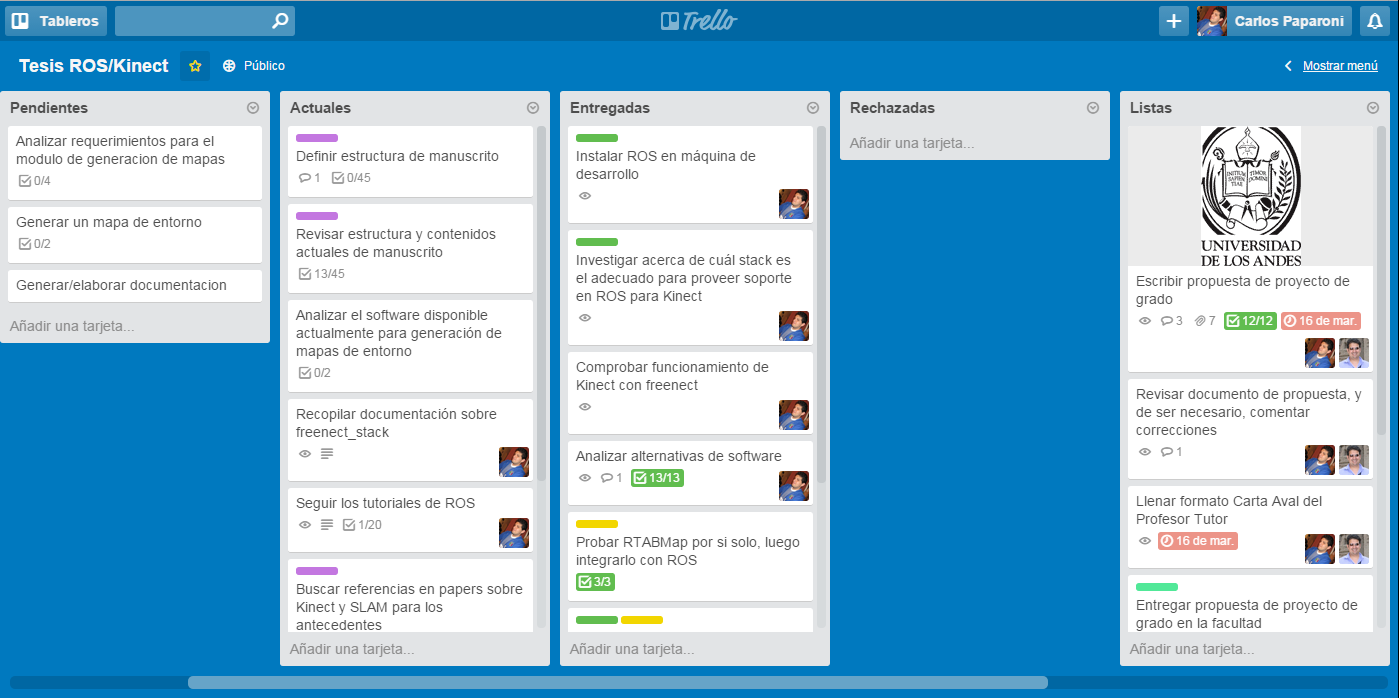 Tableros
Trello
Carlos Paparoni
Tesis ROS/Kinect
Público
Mostrar menú
Pendientes
Analizar requerimientos para el
modulo de generacion de mapas
0/4
Generar un mapa de entorno
0/2
Generar/elaborar documentacion
Añadir una tarjeta...
Actuales
Definir estructura de manuscrito
1 0/45
Revisar estructura y contenidos
actuales de manuscrito
13/45
Analizar el software disponible
actualmente para generación de
mapas de entorno
0/2
Recopilar documentación sobre
freenect_stack
Seguir los tutoriales de ROS
1/20
Buscar referencias en papers sobre
Kinect y SLAM para los
antecedentes
Añadir una tarjeta...
Entregadas
Instalar ROS en máquina de
desarrollo
Investigar acerca de cuál stack es
el adecuado para proveer soporte
en ROS para Kinect
Comprobar funcionamiento de
Kinect con freenect
Analizar alternativas de software
1 13/13
Probar RTABMap por si solo, luego
integrarlo con ROS
3/3
Añadir una tarjeta...
Rechazadas
Añadir una tarjeta...
Listas
INITIUM
SAPIEN
TIAE
TIMOR
DOMINI
UNIVERSIDAD
DE LOS ANDES
Escribir propuesta de proyecto de
grado
3 7 12/12 16 de mar.
Revisar documento de propuesta, y
de ser necesario, comentar
correcciones
1
Llenar formato Carta Aval del
Profesor Tutor
16 de mar.
Entregar propuesta de proyecto de
grado en la facultad
Añadir una tarjeta...